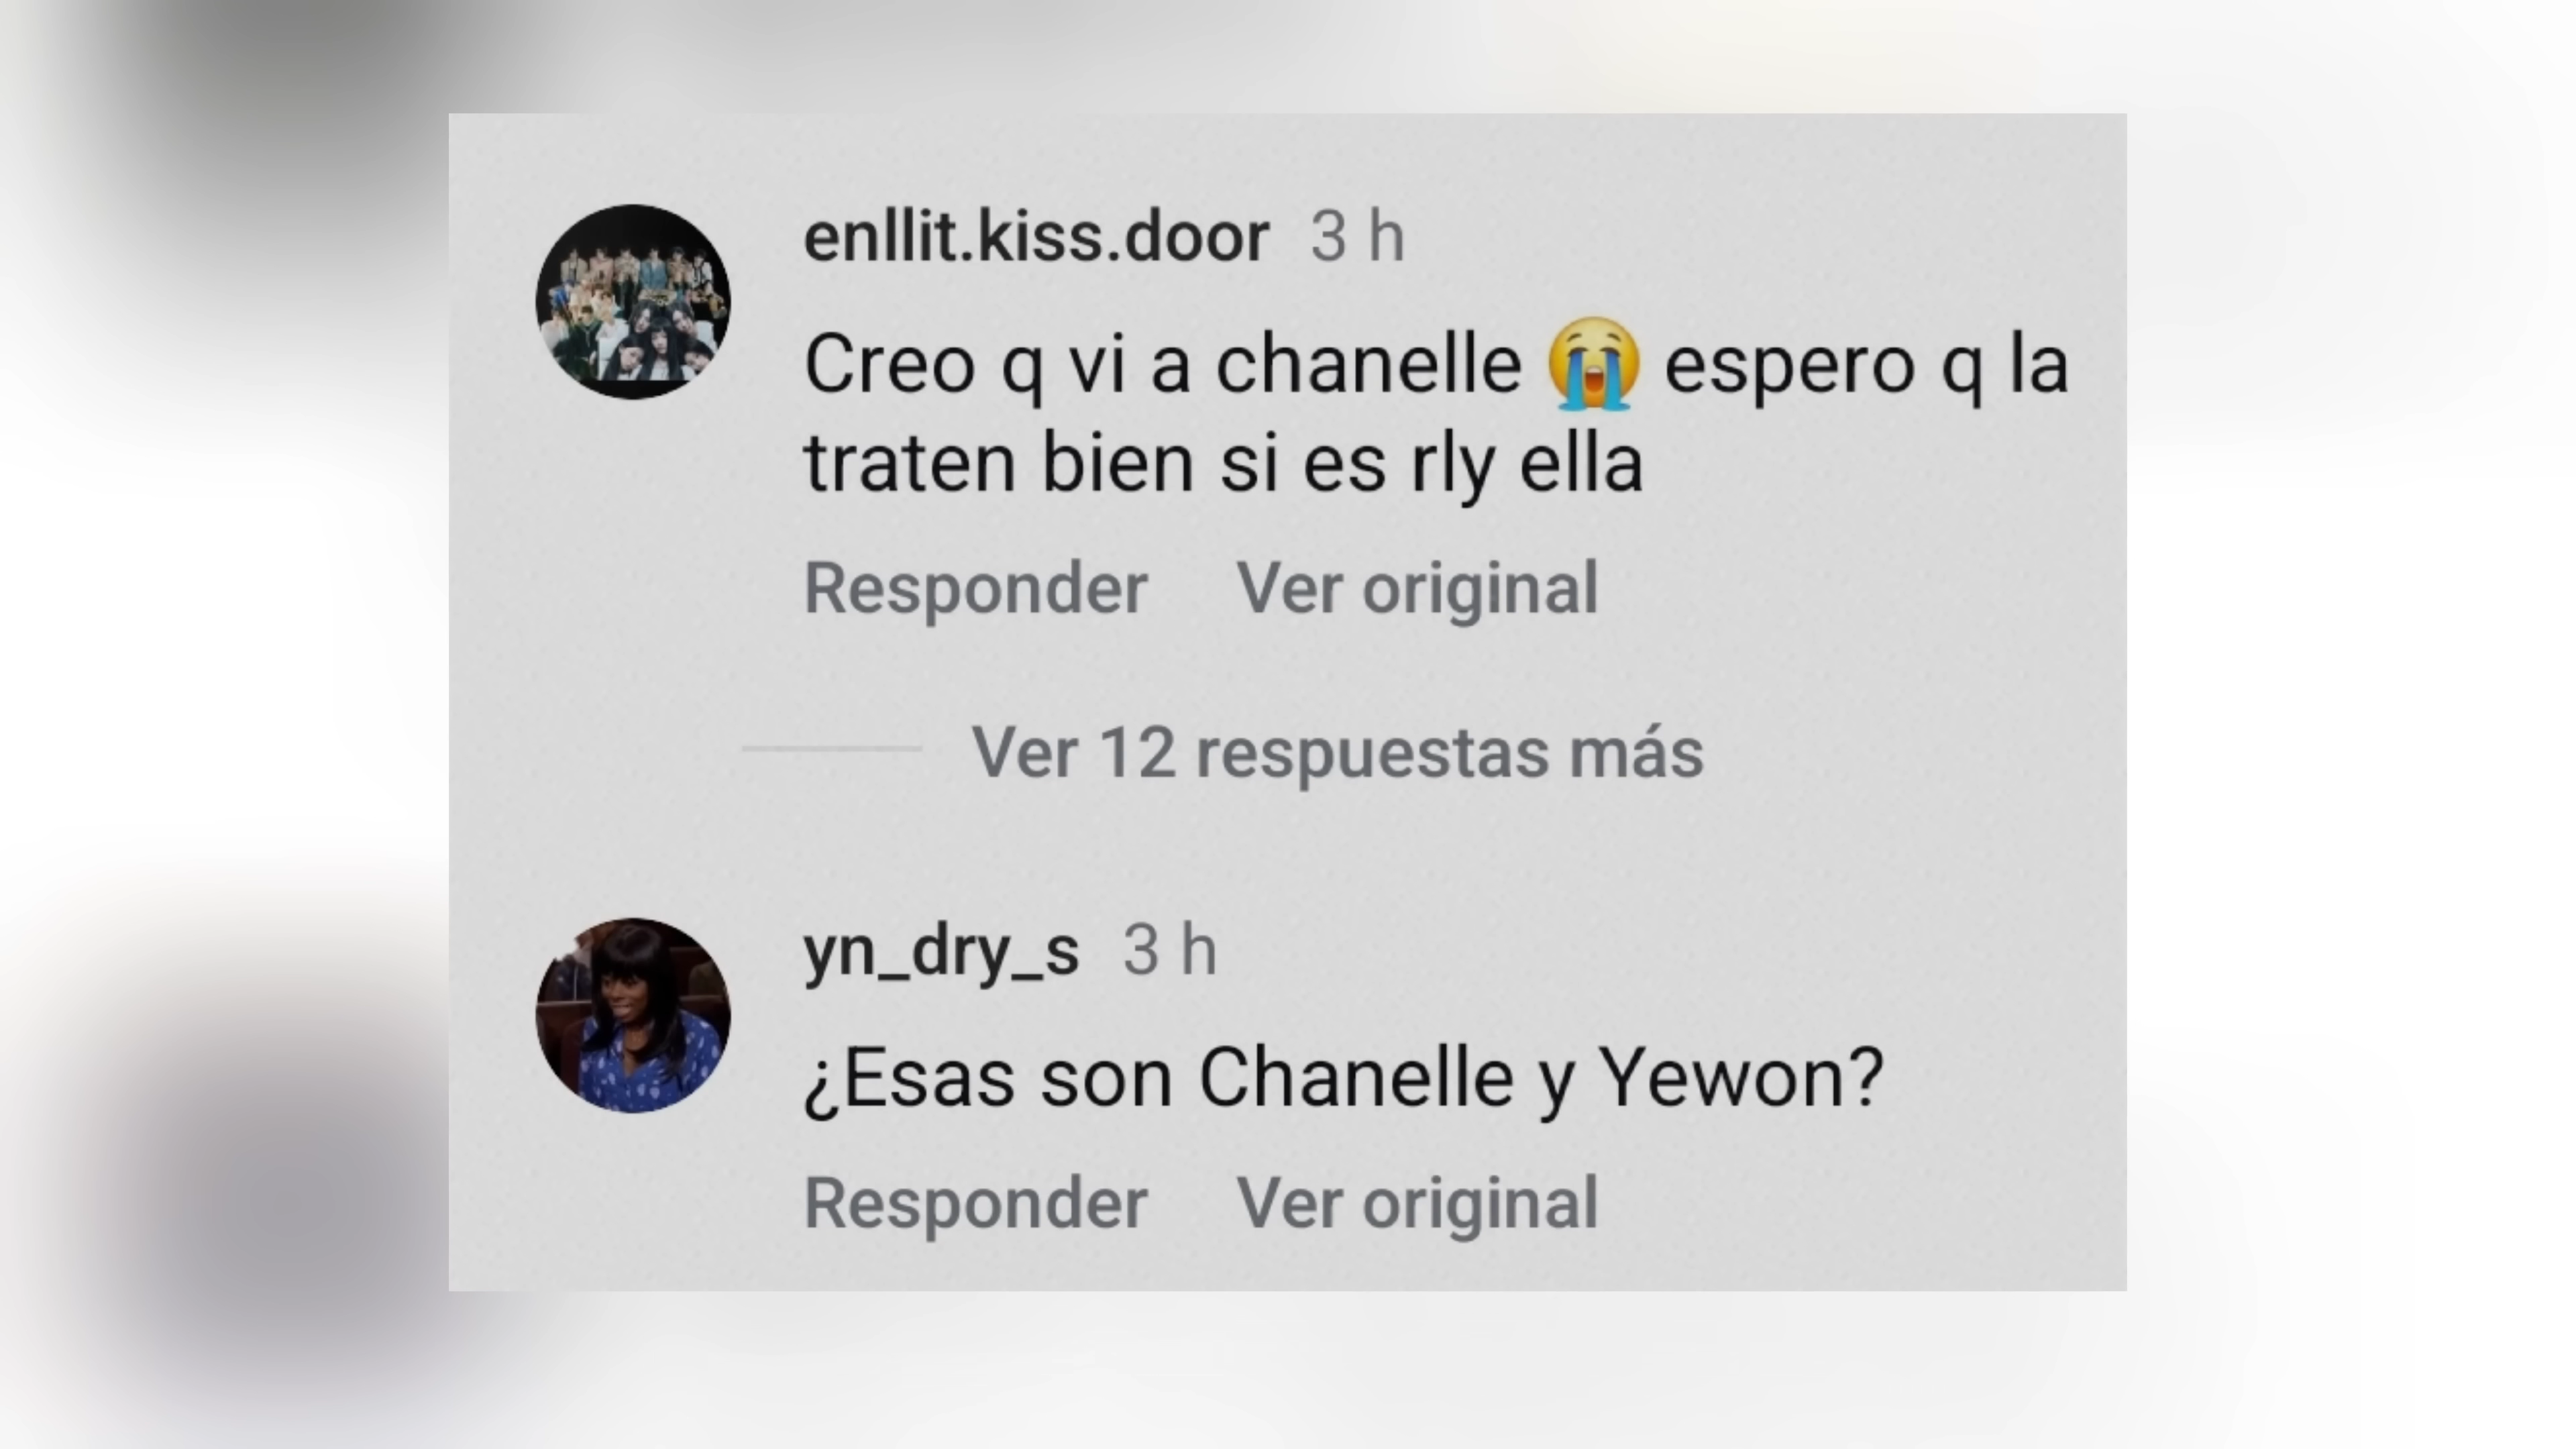 enllit.kiss.door 3 h
Creo q vi a chanelle 😭 espero q la
traten bien si es rly ella
Responder Ver original
Ver 12 respuestas más
yn_dry_s 3 h
¿Esas son Chanelle y Yewon?
Responder Ver original